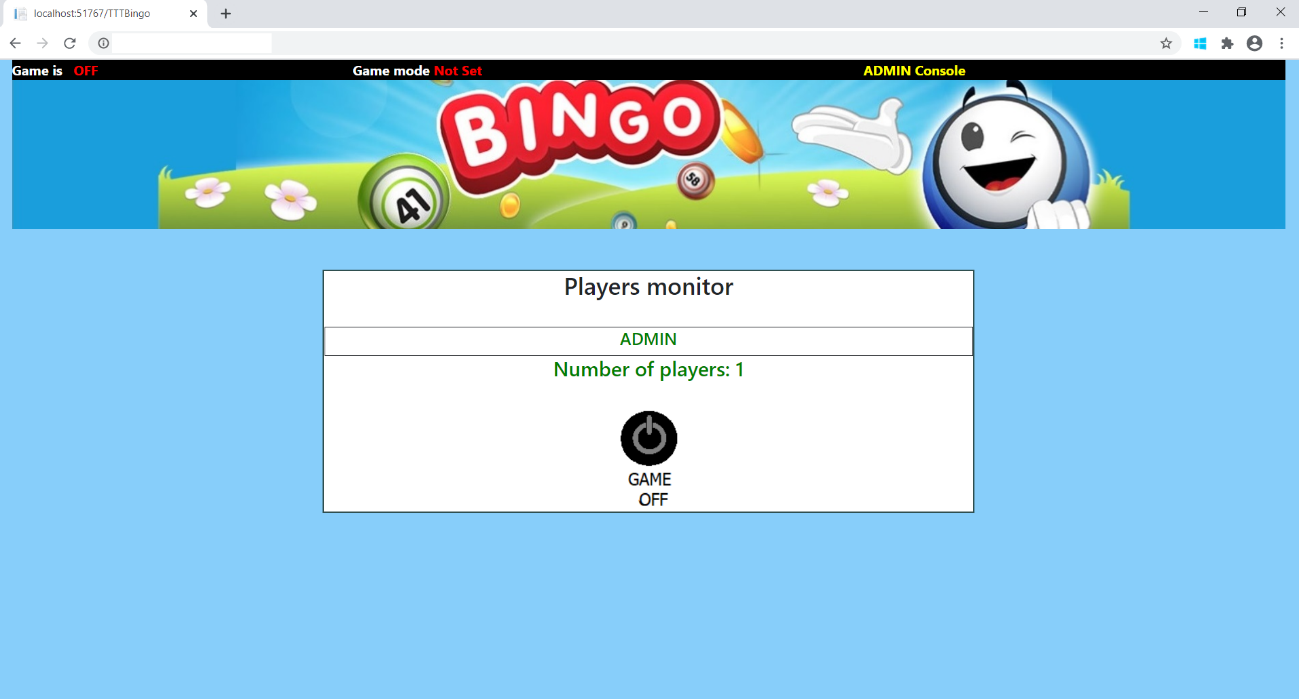 localhost:51767/TTTBingo
Game is OFF
Game mode Not Set
ADMIN Console
BINGO
41
58
Players monitor
ADMIN
Number of players: 1
GAME
OFF